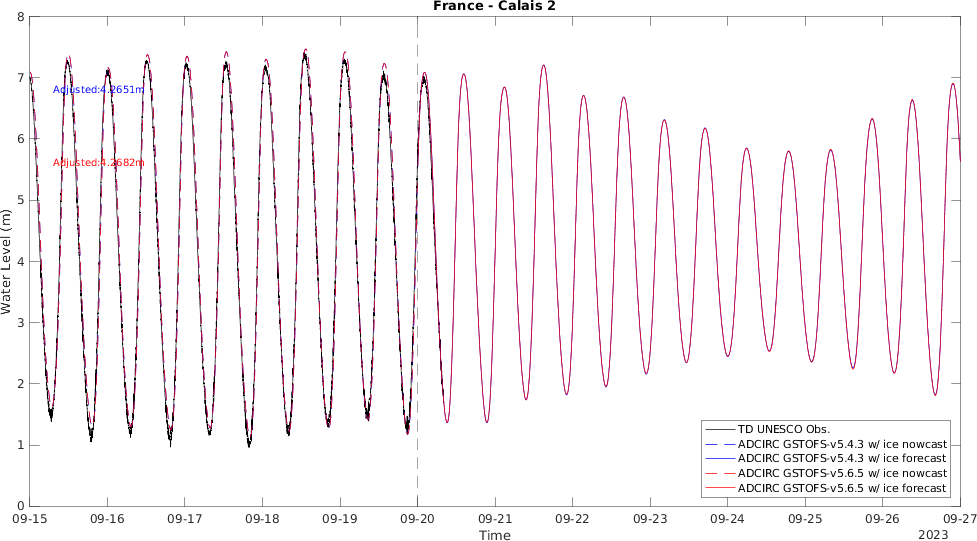 France - Calais 2
8
7
6
5
4
3
2
1
0
Water Level (m)
Adjusted:4.2651m
Adjusted:4.2682m
TD UNESCO Obs.
ADCIRC GSTOFS-v5.4.3 w/ ice nowcast
ADCIRC GSTOFS-v5.4.3 w/ ice forecast
ADCIRC GSTOFS-v5.6.5 w/ ice nowcast
ADCIRC GSTOFS-v5.6.5 w/ ice forecast
09-15 09-16 09-17 09-18 09-19 09-20 09-21 09-22 09-23 09-24 09-25 09-26 09-27
Time
2023